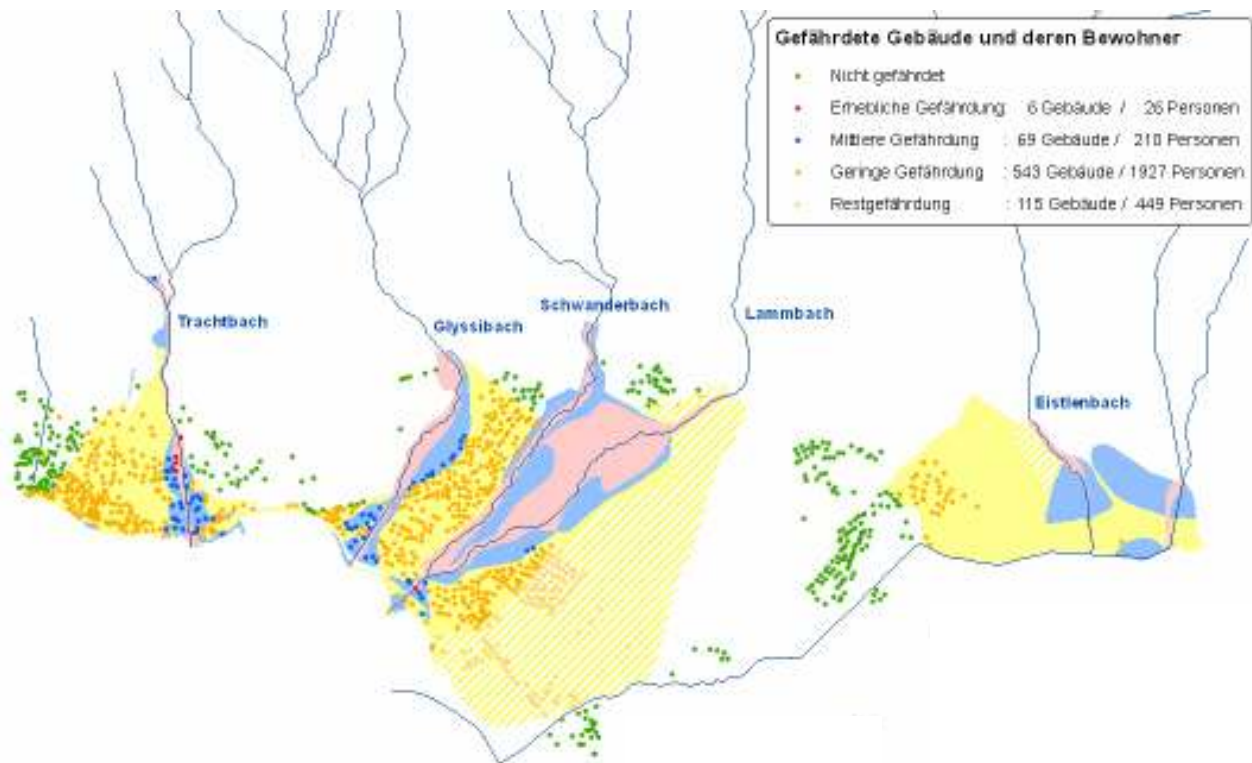 Gefährdete Gebäude und deren Bewohner
Nicht gefährdet
Erhebliche Gefährdung: 6 Gebäude / 26 Personen
Mittlere Gefährdung : 69 Gebäude / 210 Personen
Geringe Gefährdung : 543 Gebäude / 1927 Personen
Restgefährdung : 115 Gebäude / 449 Personen
Trachtbach
Glyssibach
Schwanderbach
Lammbach
Eistlenbach